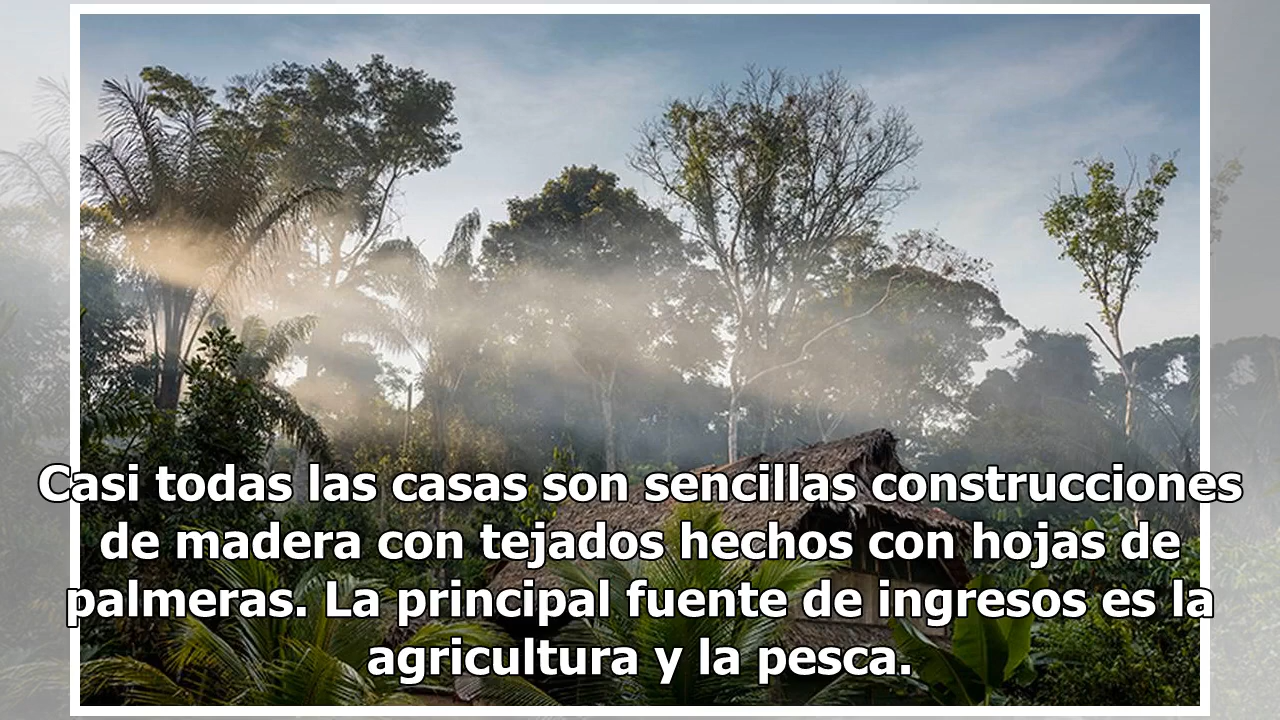 Casi todas las casas son sencillas construcciones
de madera con tejados hechos con hojas de
palmeras. La principal fuente de ingresos es la
agricultura y la pesca.